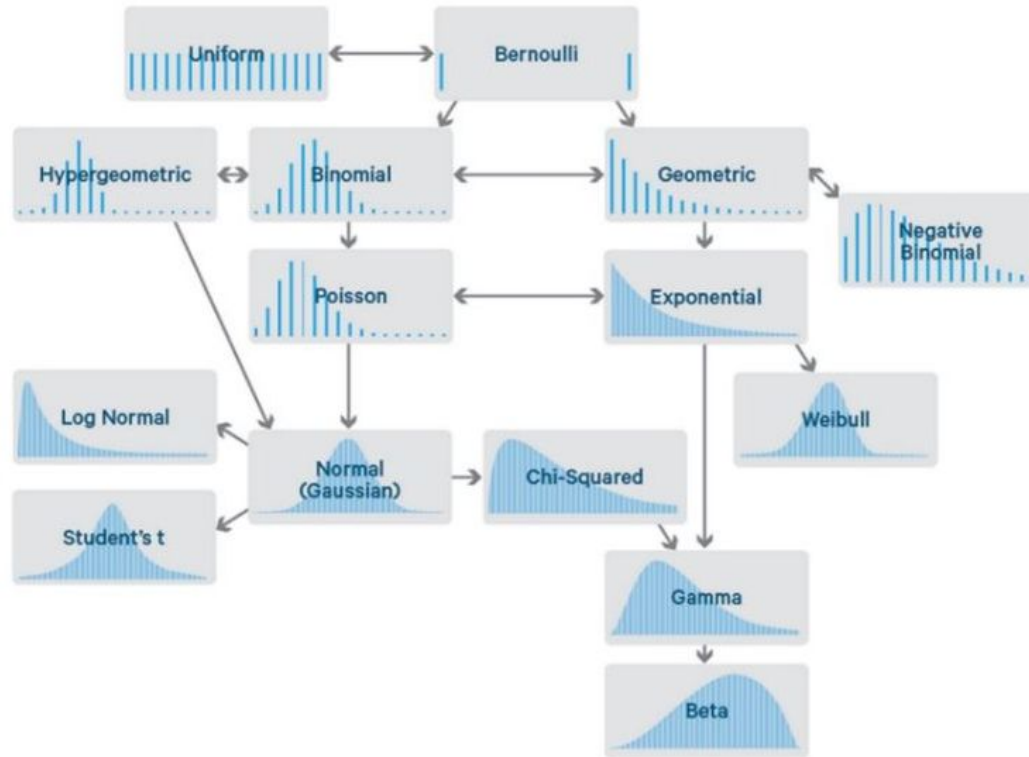 Uniform
Bernoulli
Hypergeometric
Binomial
Geometric
Negative
Binomial
Poisson
Exponential
Log Normal
Weibull
Normal
(Gaussian)
Chi-Squared
Student's t
Gamma
Beta